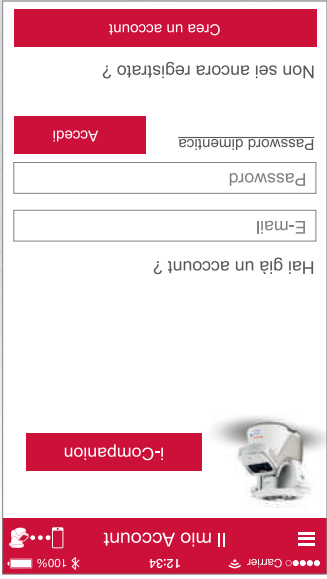 Carrier 12:34 100%
Il mio Account
i-Companion
Hai già un account ?
E-mail
Password
Password dimentica
Accedi
Non sei ancora registrato ?
Crea un account